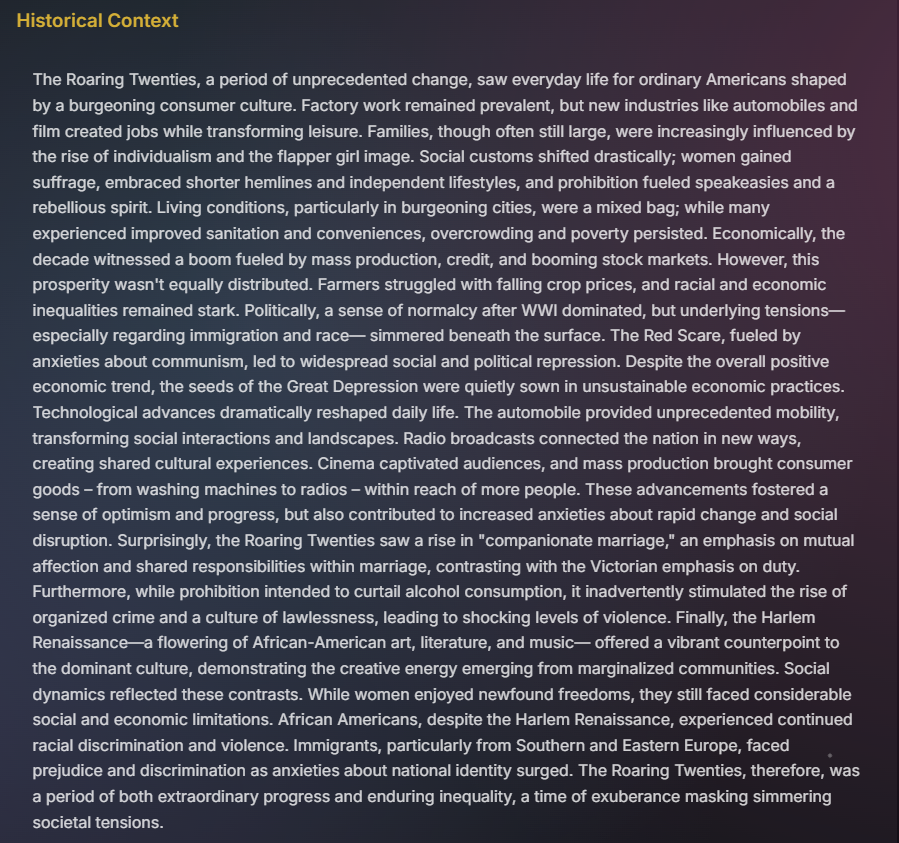 Historical Context
The Roaring Twenties, a period of unprecedented change, saw everyday life for ordinary Americans shaped
by a burgeoning consumer culture. Factory work remained prevalent, but new industries like automobiles and
film created jobs while transforming leisure. Families, though often still large, were increasingly influenced by
the rise of individualism and the flapper girl image. Social customs shifted drastically; women gained
suffrage, embraced shorter hemlines and independent lifestyles, and prohibition fueled speakeasies and a
rebellious spirit. Living conditions, particularly in burgeoning cities, were a mixed bag; while many
experienced improved sanitation and conveniences, overcrowding and poverty persisted. Economically, the
decade witnessed a boom fueled by mass production, credit, and booming stock markets. However, this
prosperity wasn't equally distributed. Farmers struggled with falling crop prices, and racial and economic
inequalities remained stark. Politically, a sense of normalcy after WWI dominated, but underlying tensions—
especially regarding immigration and race— simmered beneath the surface. The Red Scare, fueled by
anxieties about communism, led to widespread social and political repression. Despite the overall positive
economic trend, the seeds of the Great Depression were quietly sown in unsustainable economic practices.
Technological advances dramatically reshaped daily life. The automobile provided unprecedented mobility,
transforming social interactions and landscapes. Radio broadcasts connected the nation in new ways,
creating shared cultural experiences. Cinema captivated audiences, and mass production brought consumer
goods – from washing machines to radios – within reach of more people. These advancements fostered a
sense of optimism and progress, but also contributed to increased anxieties about rapid change and social
disruption. Surprisingly, the Roaring Twenties saw a rise in "companionate marriage," an emphasis on mutual
affection and shared responsibilities within marriage, contrasting with the Victorian emphasis on duty.
Furthermore, while prohibition intended to curtail alcohol consumption, it inadvertently stimulated the rise of
organized crime and a culture of lawlessness, leading to shocking levels of violence. Finally, the Harlem
Renaissance—a flowering of African-American art, literature, and music— offered a vibrant counterpoint to
the dominant culture, demonstrating the creative energy emerging from marginalized communities. Social
dynamics reflected these contrasts. While women enjoyed newfound freedoms, they still faced considerable
social and economic limitations. African Americans, despite the Harlem Renaissance, experienced continued
racial discrimination and violence. Immigrants, particularly from Southern and Eastern Europe, faced
prejudice and discrimination as anxieties about national identity surged. The Roaring Twenties, therefore, was
a period of both extraordinary progress and enduring inequality, a time of exuberance masking simmering
societal tensions.